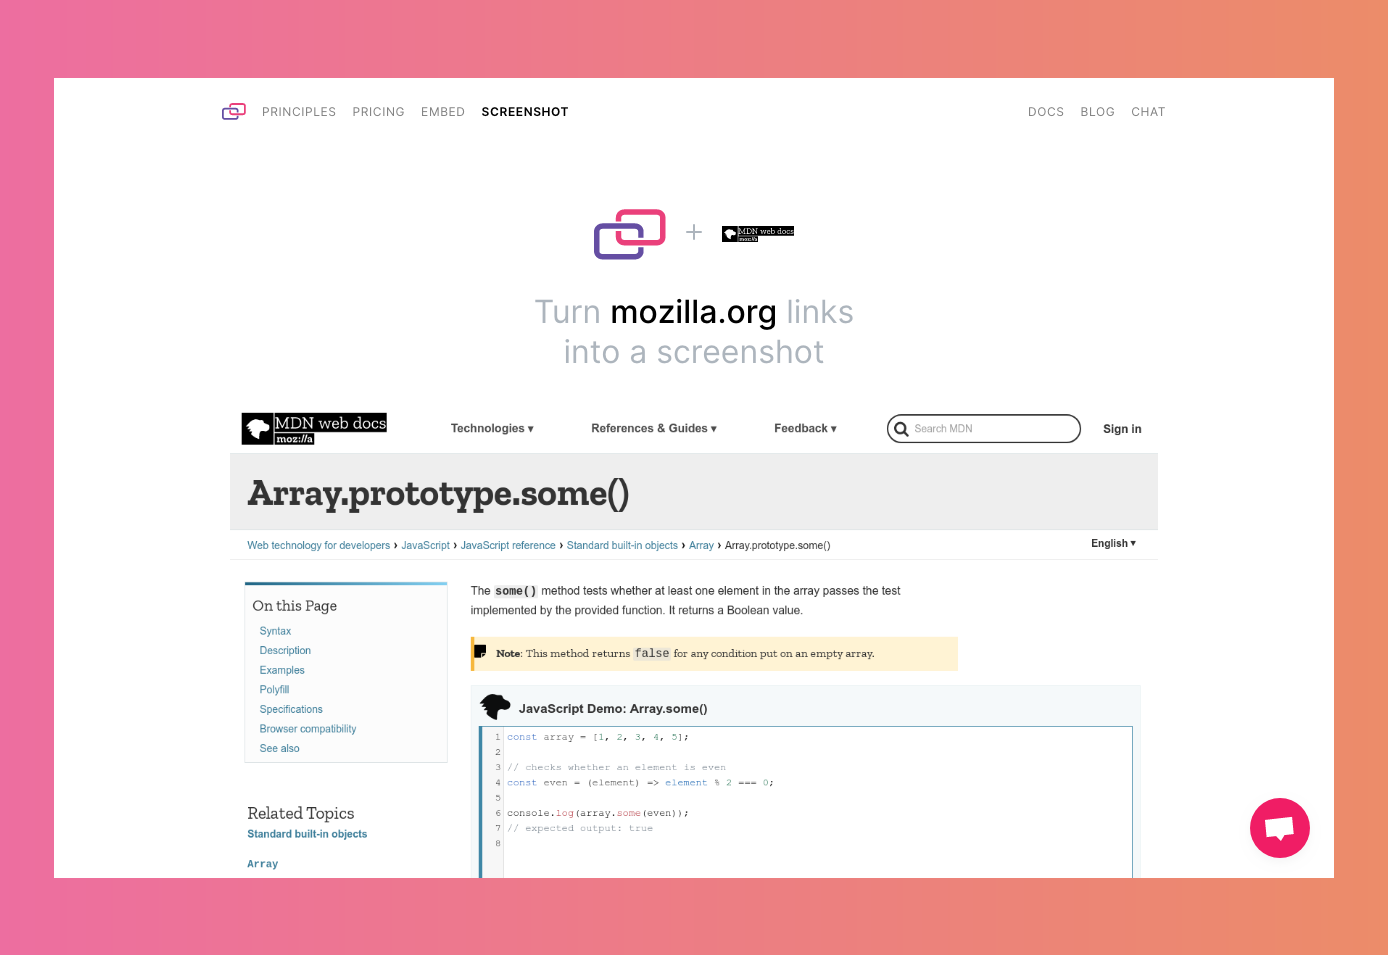 PRINCIPLES PRICING EMBED SCREENSHOT DOCS BLOG CHAT
MDN web docs
moz://a
Turn mozilla.org links
into a screenshot
MDN web docs
moz://a
Technologies ▾ References & Guides ▾ Feedback ▾ Search MDN Sign in
Array.prototype.some()
Web technology for developers › JavaScript › JavaScript reference › Standard built-in objects › Array › Array.prototype.some() English ▾
On this Page
Syntax
Description
Examples
Polyfill
Specifications
Browser compatibility
See also
Related Topics
Standard built-in objects
Array
The some() method tests whether at least one element in the array passes the test
implemented by the provided function. It returns a Boolean value.
Note: This method returns false for any condition put on an empty array.
JavaScript Demo: Array.some()
1 const array = [1, 2, 3, 4, 5];
2
3 // checks whether an element is even
4 const even = (element) => element % 2 === 0;
5
6 console.log(array.some(even));
7 // expected output: true
8